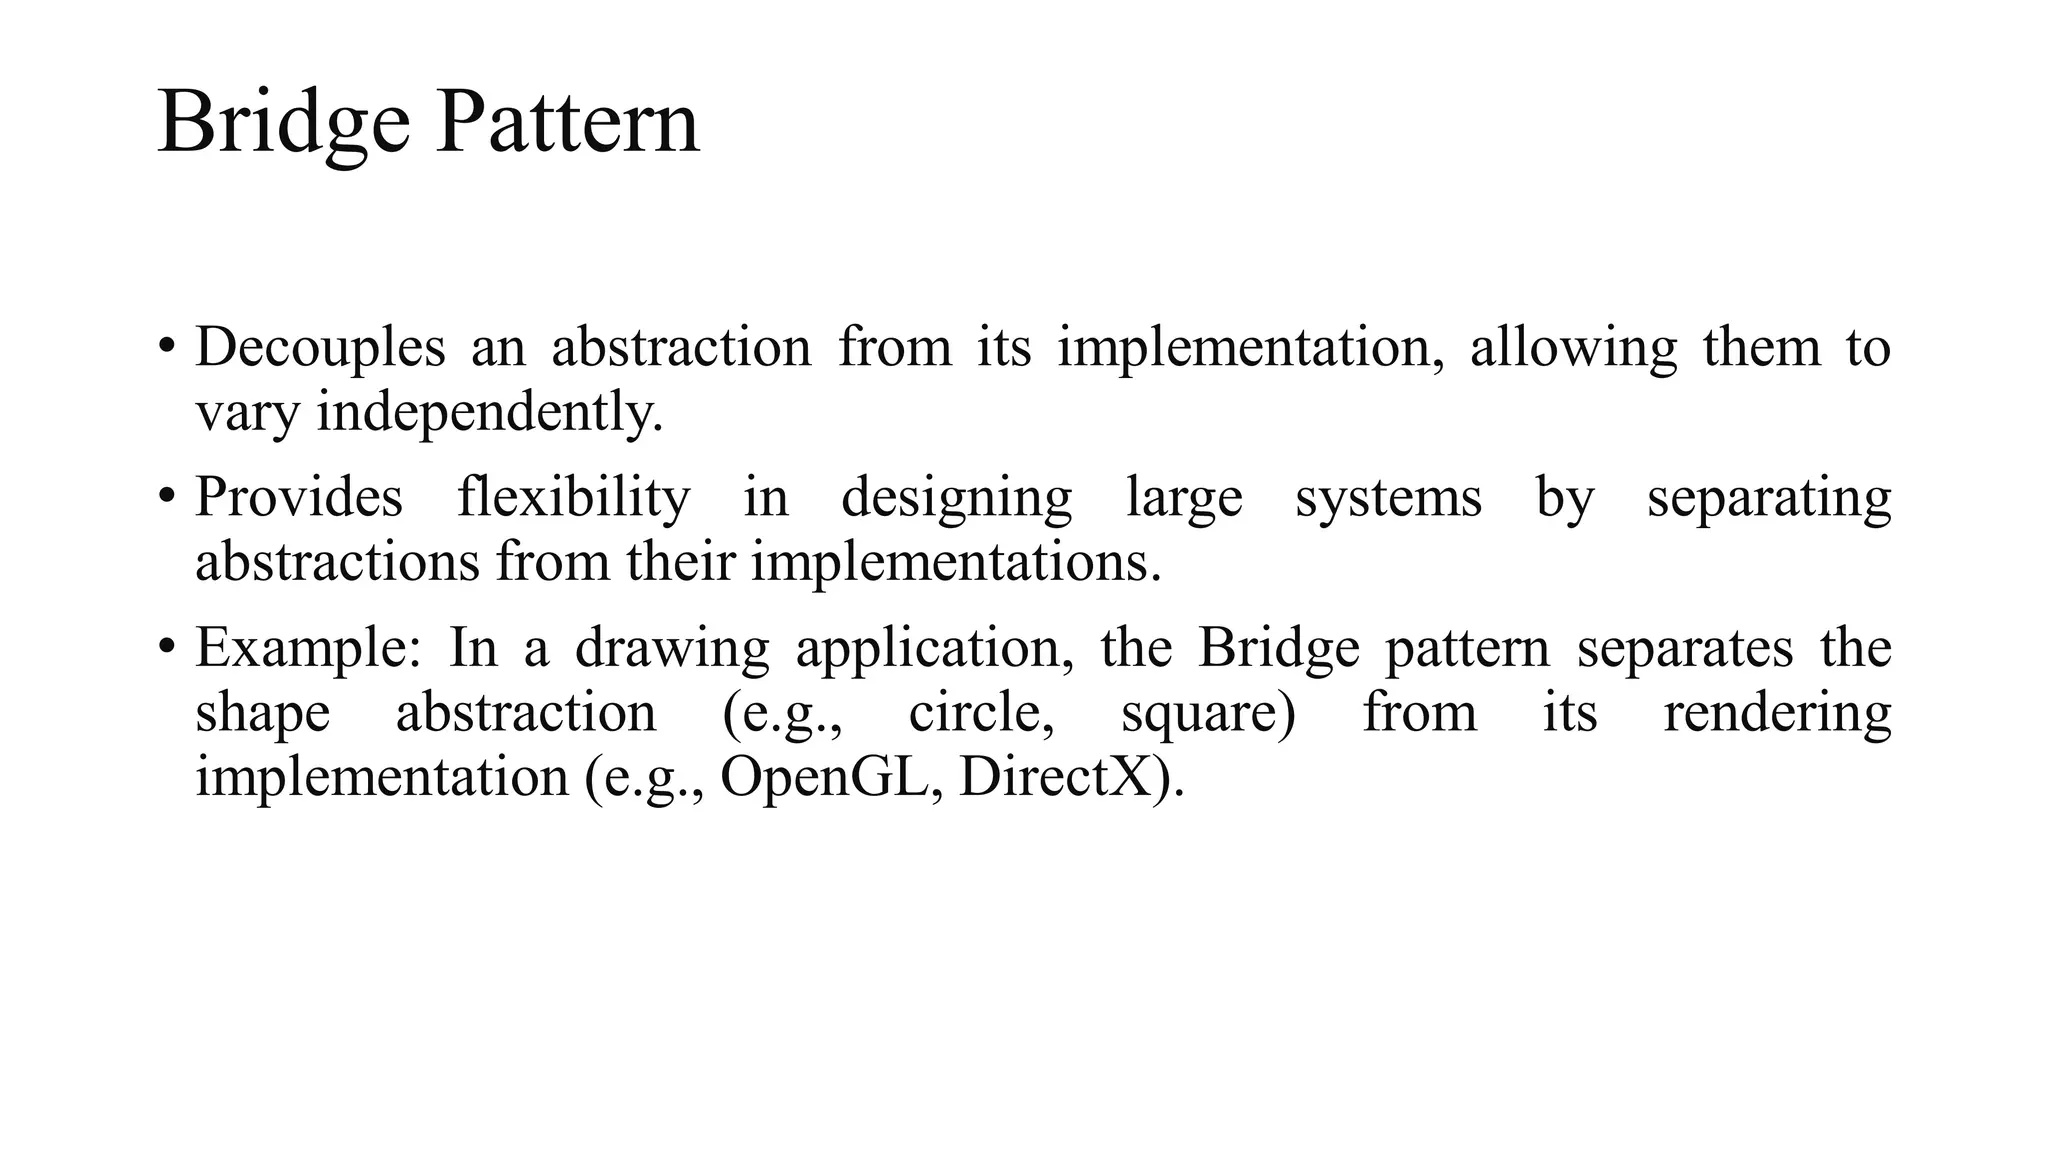 Bridge Pattern
• Decouples an abstraction from its implementation, allowing them to
vary independently.
• Provides flexibility in designing large systems by separating
abstractions from their implementations.
• Example: In a drawing application, the Bridge pattern separates the
shape abstraction (e.g., circle, square) from its rendering
implementation (e.g., OpenGL, DirectX).